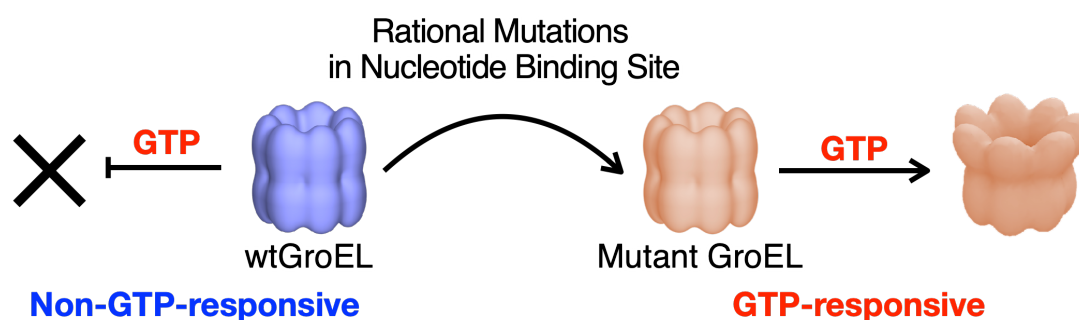 Rational Mutations
in Nucleotide Binding Site
GTP
GTP
wtGroEL
Mutant GroEL
Non-GTP-responsive
GTP-responsive